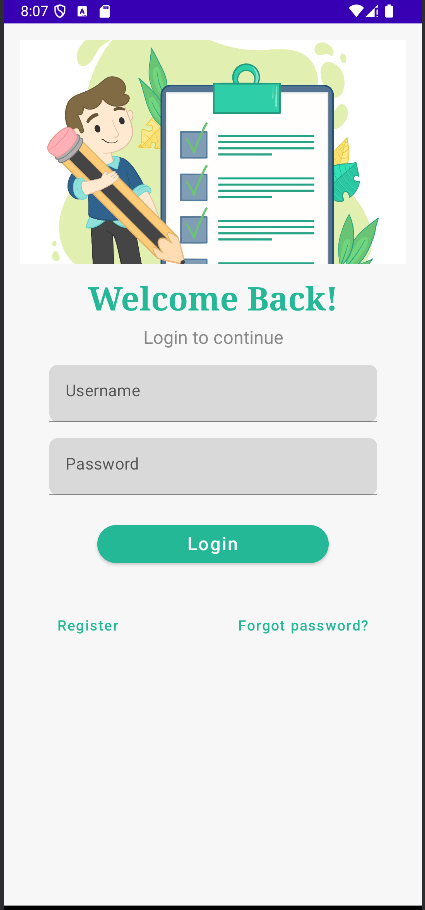 8:07
Welcome Back!
Login to continue
Username
Password
Login
Register
Forgot password?